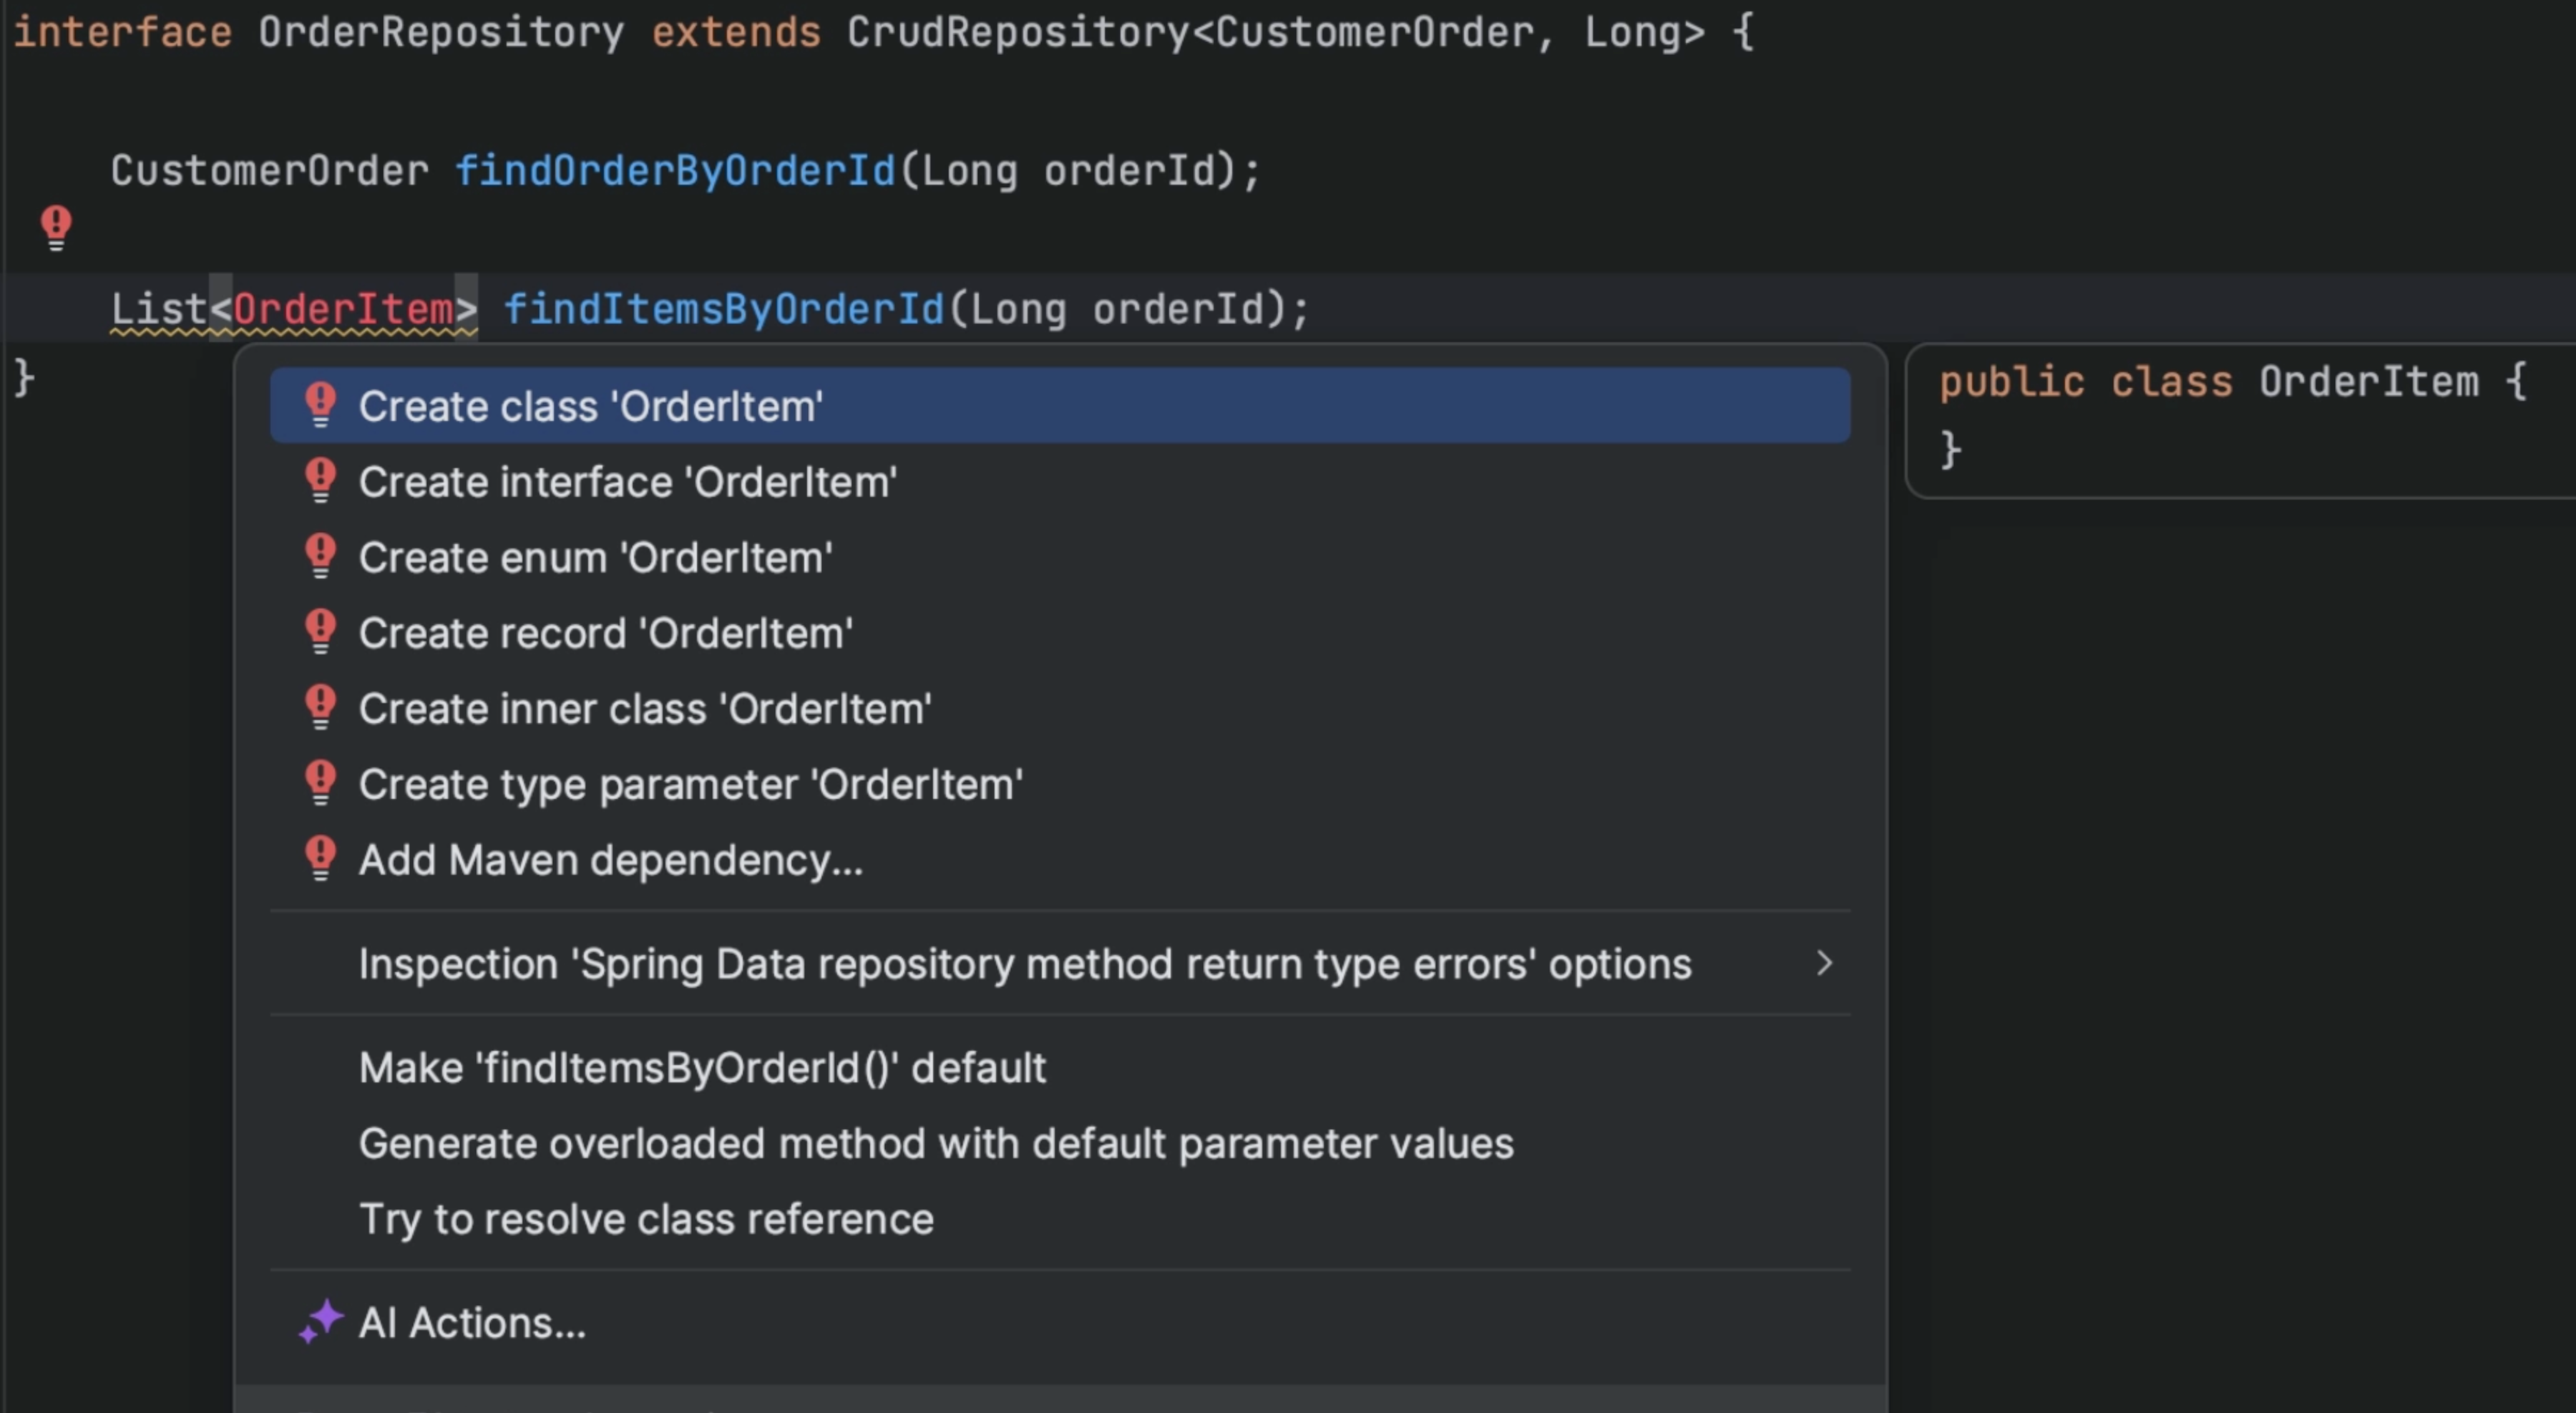 interface OrderRepository extends CrudRepository<CustomerOrder, Long> {
CustomerOrder findOrderByOrderId(Long orderId);
List<OrderItem> findItemsByOrderId(Long orderId);
}
Create class 'OrderItem'
Create interface 'OrderItem'
Create enum 'OrderItem'
Create record 'OrderItem'
Create inner class 'OrderItem'
Create type parameter 'OrderItem'
Add Maven dependency...
Inspection 'Spring Data repository method return type errors' options
Make 'findItemsByOrderId()' default
Generate overloaded method with default parameter values
Try to resolve class reference
AI Actions...
public class OrderItem {
}